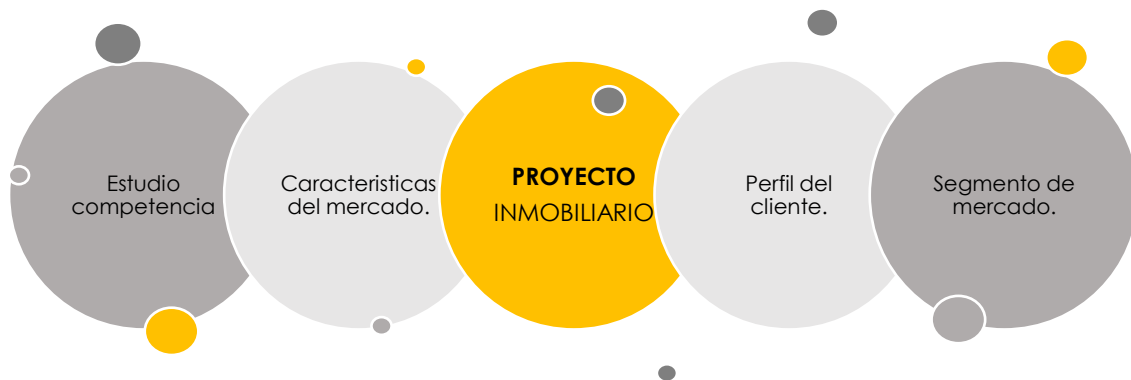 Estudio
competencia
Caracteristicas
del mercado.
PROYECTO
INMOBILIARIO
Perfil del
cliente.
Segmento de
mercado.